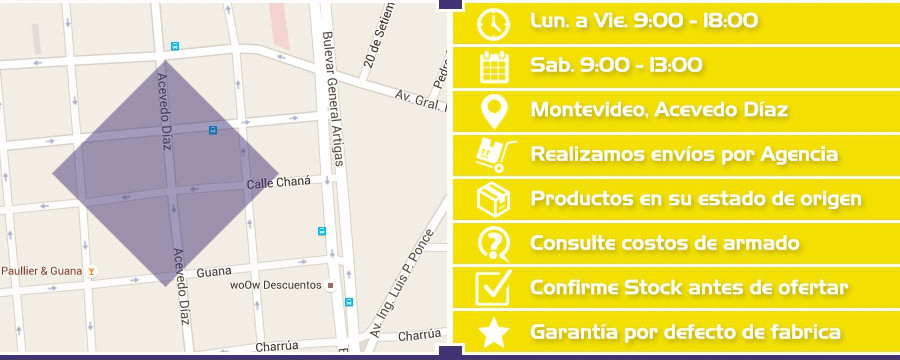 20 de Setiem
Bulevar General Artigas
Acevedo Díaz
Av. Gral.
Calle Chaná
Acevedo Díaz
Paullier & Guana
Guana
woOw Descuentos
Av. Ing. Luis P. Ponce
Charrúa
Charrúa
Lun. a Vie. 9:00 - 18:00
Sab. 9:00 - 13:00
Montevideo, Acevedo Díaz
Realizamos envíos por Agencia
Productos en su estado de origen
Consulte costos de armado
Confirme Stock antes de ofertar
Garantía por defecto de fabrica